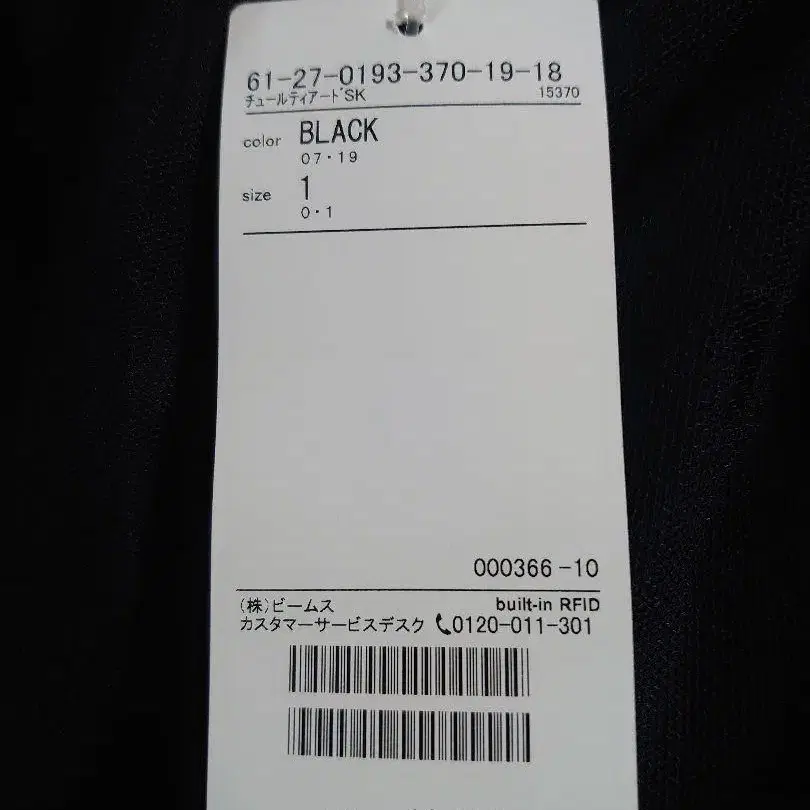 61-27-0193-370-19-18
チュールティアードSK 15370
color BLACK
07・19
size 1
0・1
000366-10
(株)ビームス built-in RFID
カスタマーサービスデスク 0120-011-301